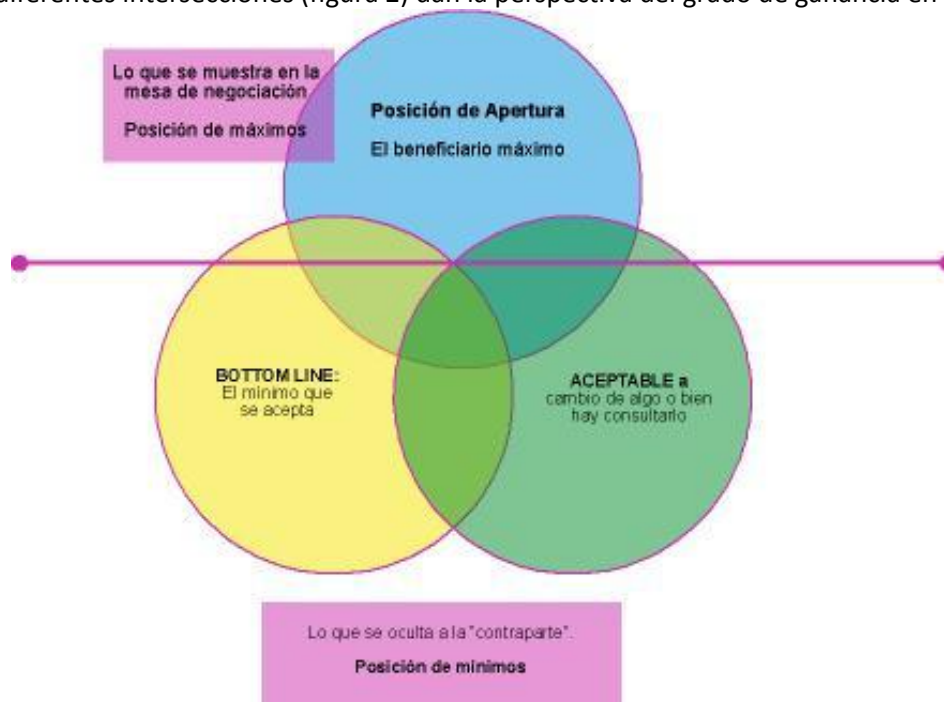 diferentes intersecciones (figura 2) dan la perspectiva del grado de ganancia en
Lo que se muestra en la
mesa de negociación
Posición de máximos
Posición de Apertura
El beneficiario máximo
BOTTOM LINE:
El minimo que
se acepta
ACEPTABLE a
cambio de algo o bien
hay consultarlo
Lo que se oculta a la "contraparte".
Posición de minimos